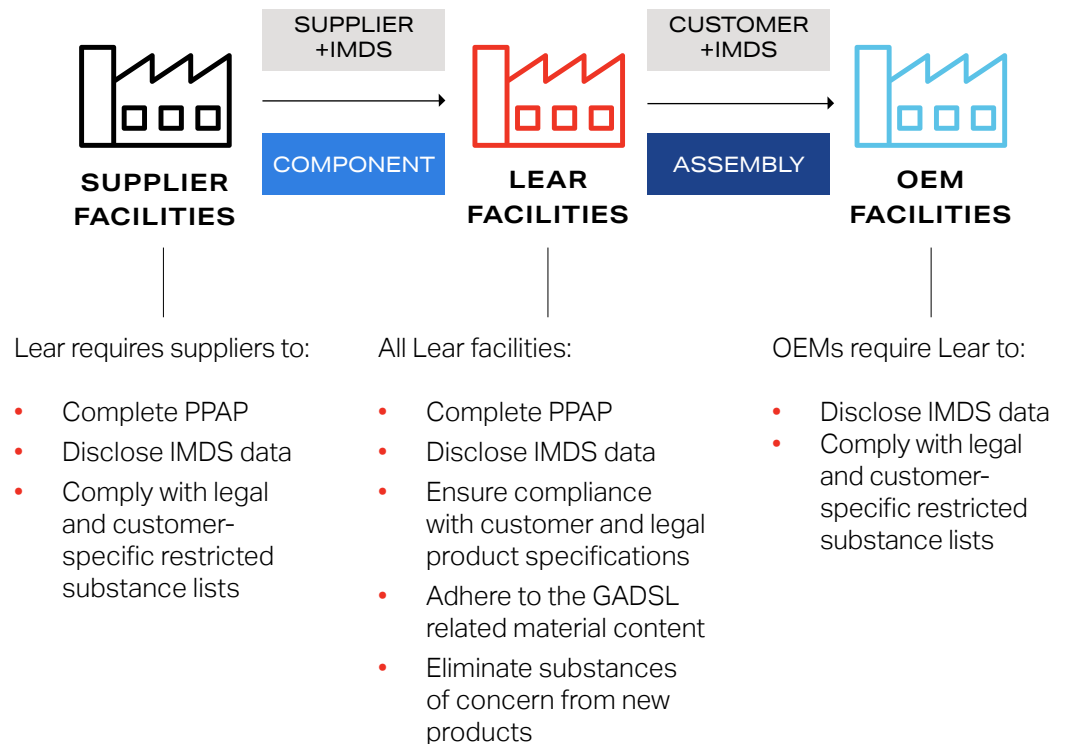 SUPPLIER
+IMDS
CUSTOMER
+IMDS
COMPONENT
ASSEMBLY
SUPPLIER
FACILITIES
LEAR
FACILITIES
OEM
FACILITIES
Lear requires suppliers to:
• Complete PPAP
• Disclose IMDS data
• Comply with legal
and customer-
specific restricted
substance lists
All Lear facilities:
• Complete PPAP
• Disclose IMDS data
• Ensure compliance
with customer and legal
product specifications
• Adhere to the GADSL
related material content
• Eliminate substances
of concern from new
products
OEMs require Lear to:
• Disclose IMDS data
• Comply with legal
and customer-
specific restricted
substance lists